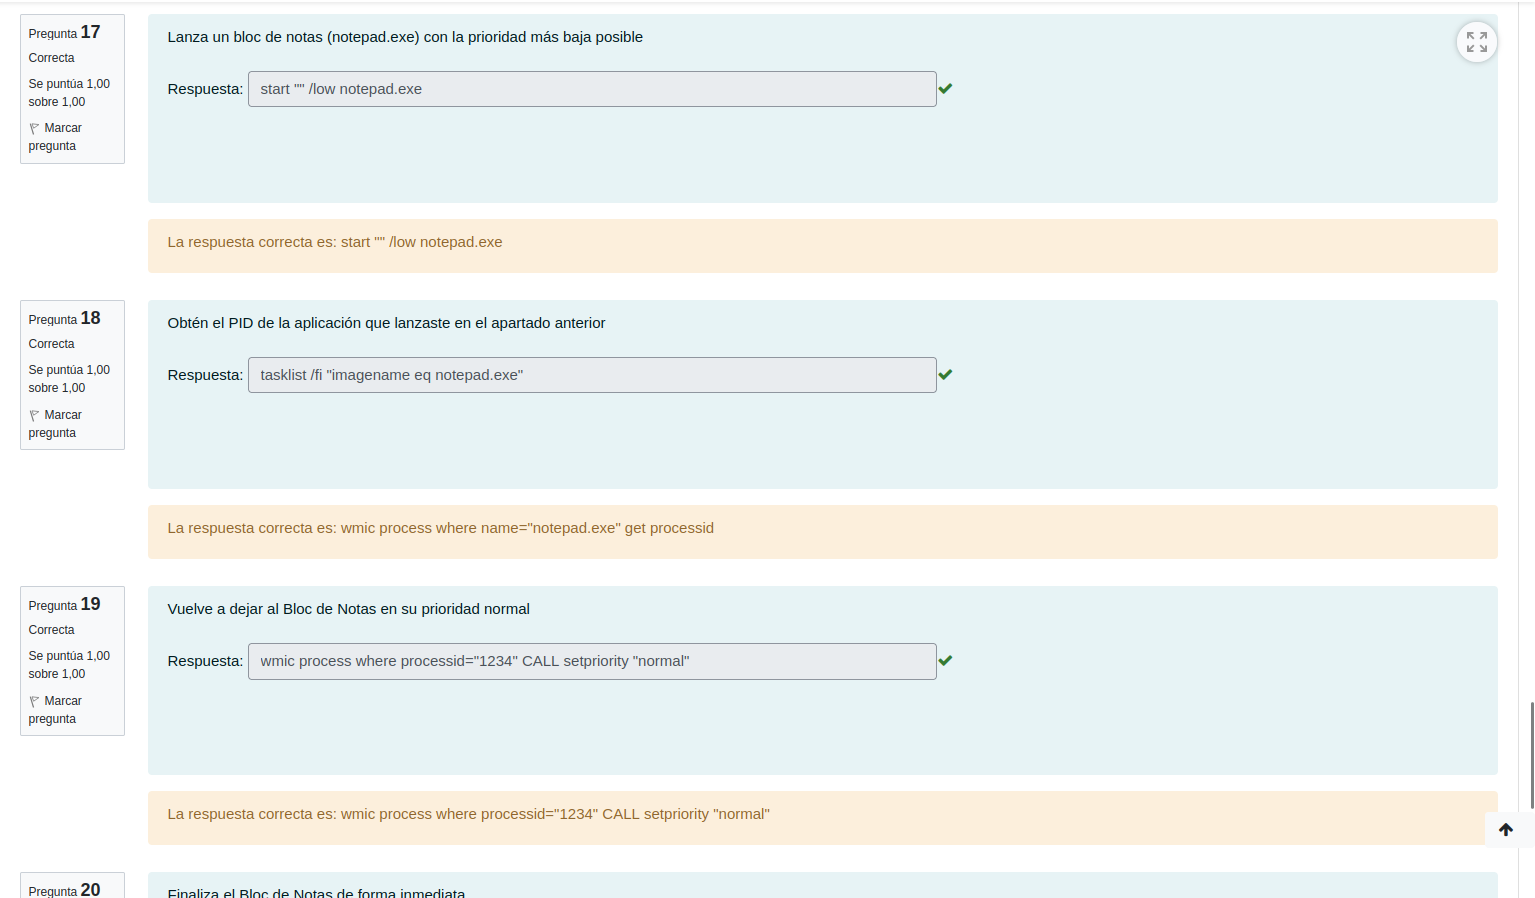 Pregunta 17
Correcta
Se puntúa 1,00
sobre 1,00
Marcar
pregunta
Lanza un bloc de notas (notepad.exe) con la prioridad más baja posible
Respuesta: start "" /low notepad.exe
La respuesta correcta es: start "" /low notepad.exe
Pregunta 18
Correcta
Se puntúa 1,00
sobre 1,00
Marcar
pregunta
Obtén el PID de la aplicación que lanzaste en el apartado anterior
Respuesta: tasklist /fi "imagename eq notepad.exe"
La respuesta correcta es: wmic process where name="notepad.exe" get processid
Pregunta 19
Correcta
Se puntúa 1,00
sobre 1,00
Marcar
pregunta
Vuelve a dejar al Bloc de Notas en su prioridad normal
Respuesta: wmic process where processid="1234" CALL setpriority "normal"
La respuesta correcta es: wmic process where processid="1234" CALL setpriority "normal"
Pregunta 20
Finaliza el Bloc de Notas de forma inmediata